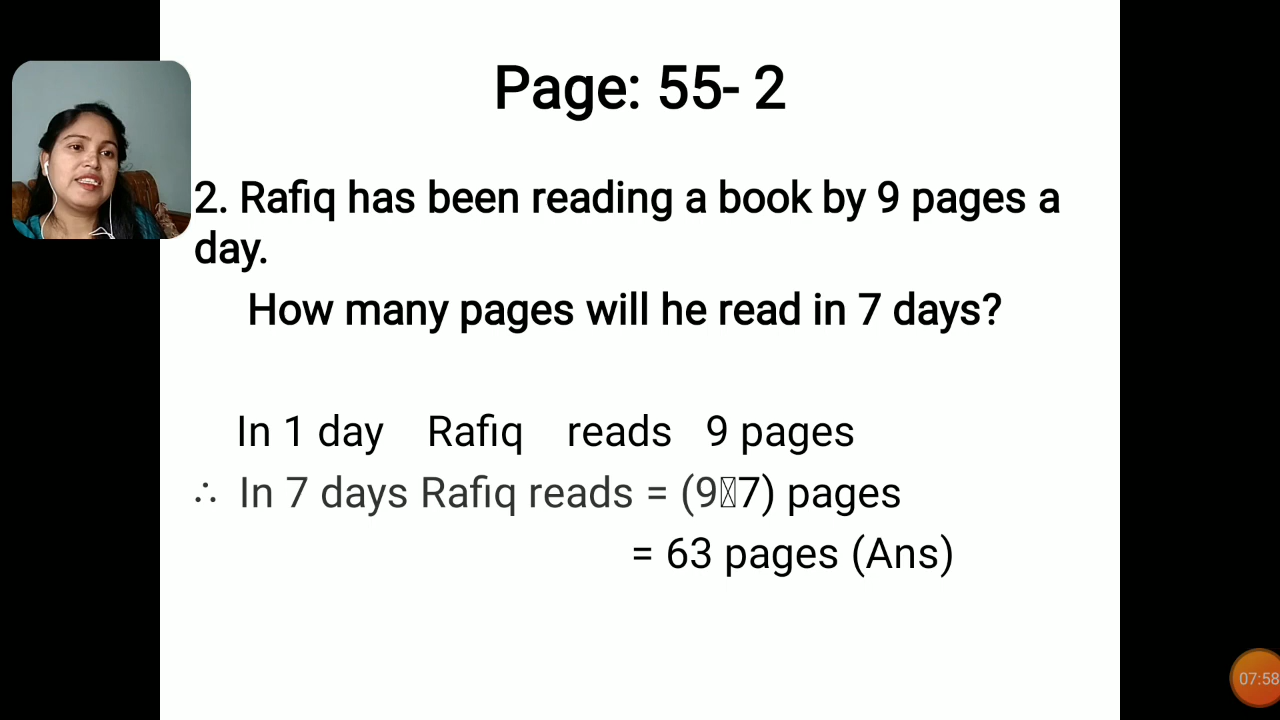 Page: 55- 2
2. Rafiq has been reading a book by 9 pages a
day.
How many pages will he read in 7 days?
In 1 day Rafiq reads 9 pages
∴ In 7 days Rafiq reads = (9▯7) pages
= 63 pages (Ans)
07:58